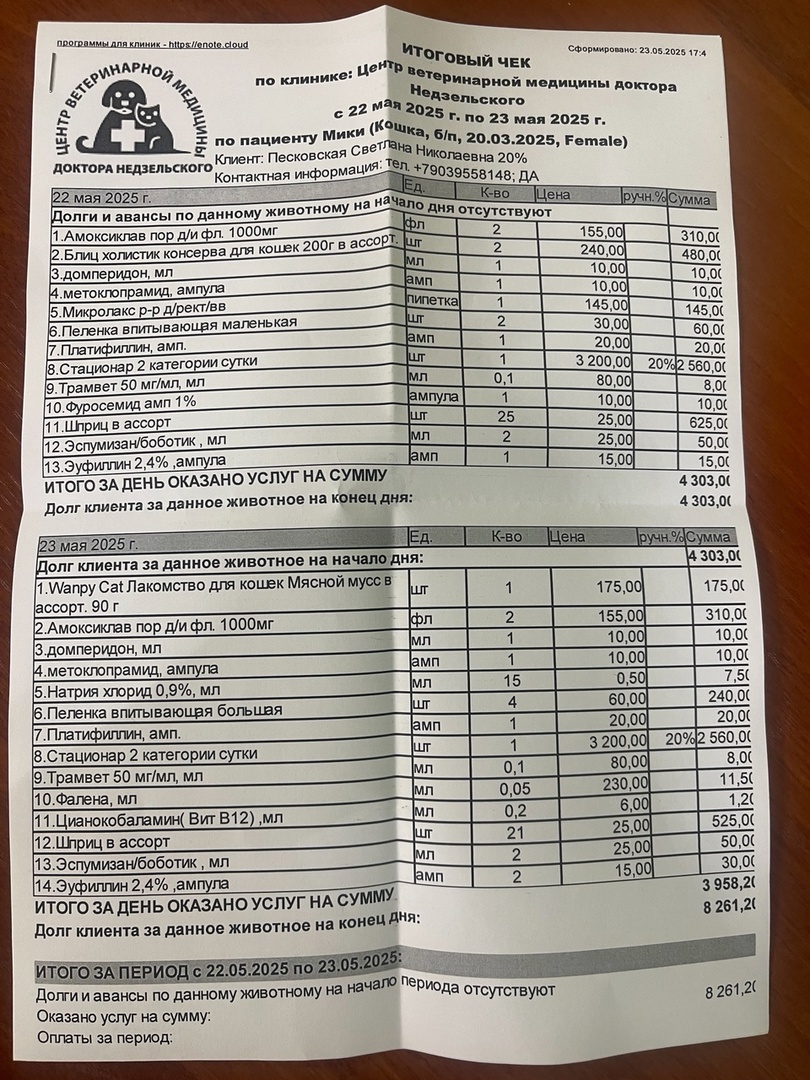 программы для клиник - https://enote.cloud
Сформировано: 23.05.2025 17:4
ЦЕНТР ВЕТЕРИНАРНОЙ МЕДИЦИНЫ
ДОКТОРА НЕДЗЕЛЬСКОГО
ИТОГОВЫЙ ЧЕК
по клинике: Центр ветеринарной медицины доктора
Недзельского
с 22 мая 2025 г. по 23 мая 2025 г.
по пациенту Мики (Кошка, б/п, 20.03.2025, Female)
Клиент: Песковская Светлана Николаевна 20%
Контактная информация: тел. +79039558148; ДА
22 мая 2025 г. Ед. К-во Цена ручн.% Сумма
Долги и авансы по данному животному на начало дня отсутствуют
1.Амоксиклав пор д/и фл. 1000мг фл 2 155,00 310,00
2.Блиц холистик консерва для кошек 200г в ассорт. шт 2 240,00 480,00
3.домперидон, мл мл 1 10,00 10,00
4.метоклопрамид, ампула амп 1 10,00 10,00
5.Микролакс р-р д/рект/вв пипетка 1 145,00 145,00
6.Пеленка впитывающая маленькая шт 2 30,00 60,00
7.Платифиллин, амп. амп 1 20,00 20,00
8.Стационар 2 категории сутки шт 1 3 200,00 20% 2 560,00
9.Трамвет 50 мг/мл, мл мл 0,1 80,00 8,00
10.Фуросемид амп 1% ампула 1 10,00 10,00
11.Шприц в ассорт шт 25 25,00 625,00
12.Эспумизан/боботик , мл мл 2 25,00 50,00
13.Эуфиллин 2,4% ,ампула амп 1 15,00 15,00
ИТОГО ЗА ДЕНЬ ОКАЗАНО УСЛУГ НА СУММУ 4 303,00
Долг клиента за данное животное на конец дня: 4 303,00
23 мая 2025 г. Ед. К-во Цена ручн.% Сумма
Долг клиента за данное животное на начало дня: 4 303,00
1.Wanpy Cat Лакомство для кошек Мясной мусс в шт 1 175,00 175,00
ассорт. 90 г
2.Амоксиклав пор д/и фл. 1000мг фл 2 155,00 310,00
3.домперидон, мл мл 1 10,00 10,00
4.метоклопрамид, ампула амп 1 10,00 10,00
5.Натрия хлорид 0,9%, мл мл 15 0,50 7,50
6.Пеленка впитывающая большая шт 4 60,00 240,00
7.Платифиллин, амп. амп 1 20,00 20,00
8.Стационар 2 категории сутки шт 1 3 200,00 20% 2 560,00
9.Трамвет 50 мг/мл, мл мл 0,1 80,00 8,00
10.Фалена, мл мл 0,05 230,00 11,50
11.Цианокобаламин( Вит В12) ,мл мл 0,2 6,00 1,20
12.Шприц в ассорт шт 21 25,00 525,00
13.Эспумизан/боботик , мл мл 2 25,00 50,00
14.Эуфиллин 2,4% ,ампула амп 2 15,00 30,00
ИТОГО ЗА ДЕНЬ ОКАЗАНО УСЛУГ НА СУММУ 3 958,20
Долг клиента за данное животное на конец дня: 8 261,20
ИТОГО ЗА ПЕРИОД с 22.05.2025 по 23.05.2025:
Долги и авансы по данному животному на начало периода отсутствуют
Оказано услуг на сумму: 8 261,20
Оплаты за период: